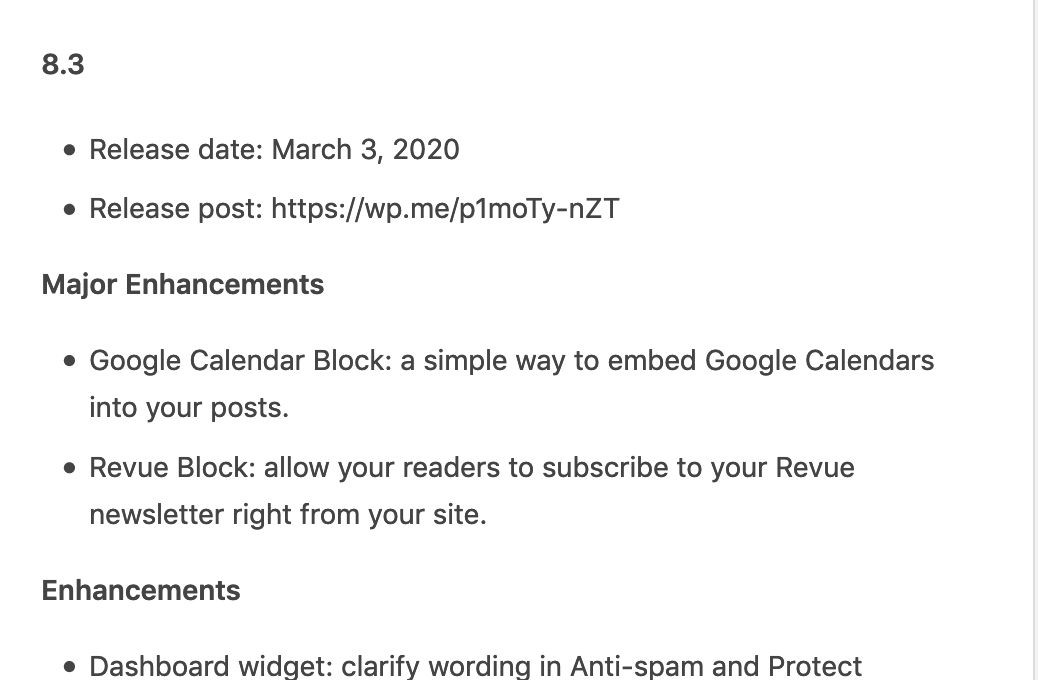 8.3
Release date: March 3, 2020
Release post: https://wp.me/p1moTy-nZT
Major Enhancements
Google Calendar Block: a simple way to embed Google Calendars
into your posts.
Revue Block: allow your readers to subscribe to your Revue
newsletter right from your site.
Enhancements
Dashboard widget: clarify wording in Anti-spam and Protect